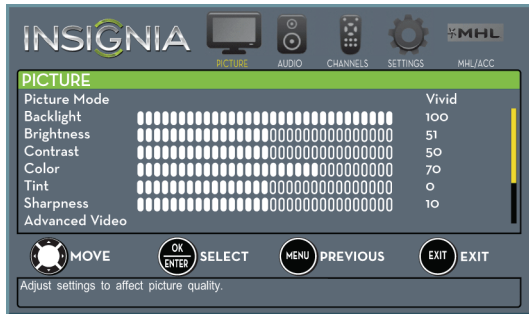 INSIGNIA
PICTURE AUDIO CHANNELS SETTINGS MHL MHL/ACC
PICTURE
Picture Mode Vivid
Backlight 100
Brightness 51
Contrast 50
Color 70
Tint 0
Sharpness 10
Advanced Video
MOVE OK ENTER SELECT MENU PREVIOUS EXIT EXIT
Adjust settings to affect picture quality.